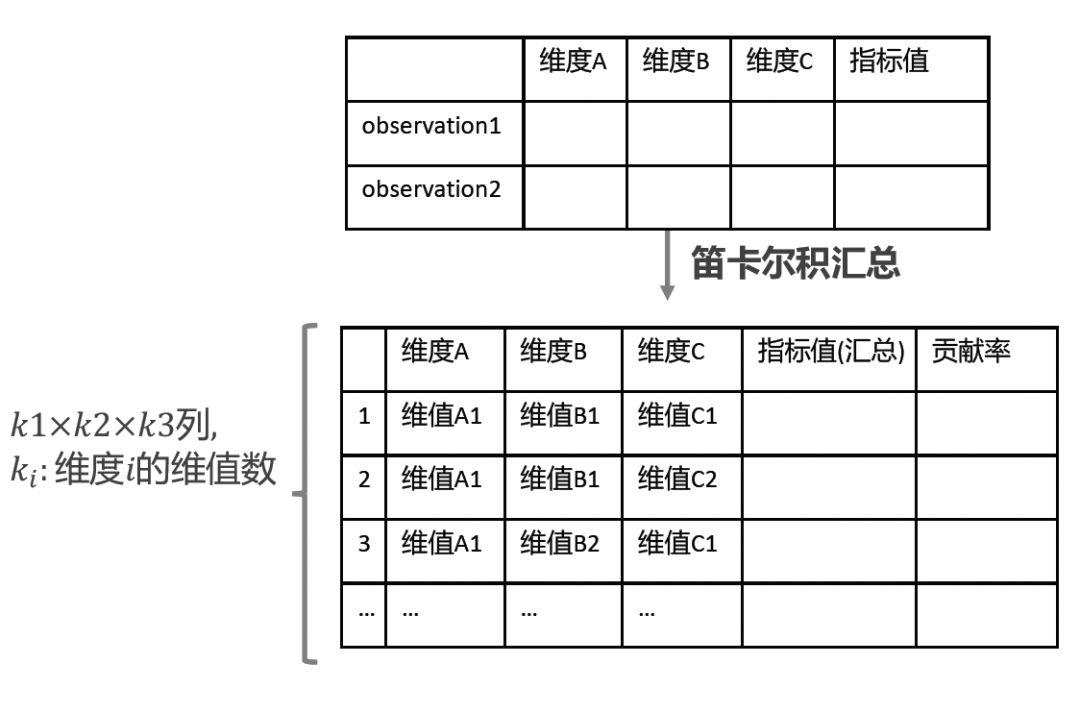 维度A 维度B 维度C 指标值
observation1
observation2
笛卡尔积汇总
维度A 维度B 维度C 指标值(汇总) 贡献率
k1×k2×k3列,
k_i: 维度i的维值数
1 维值A1 维值B1 维值C1
2 维值A1 维值B1 维值C2
3 维值A1 维值B2 维值C1
... ... ... ...